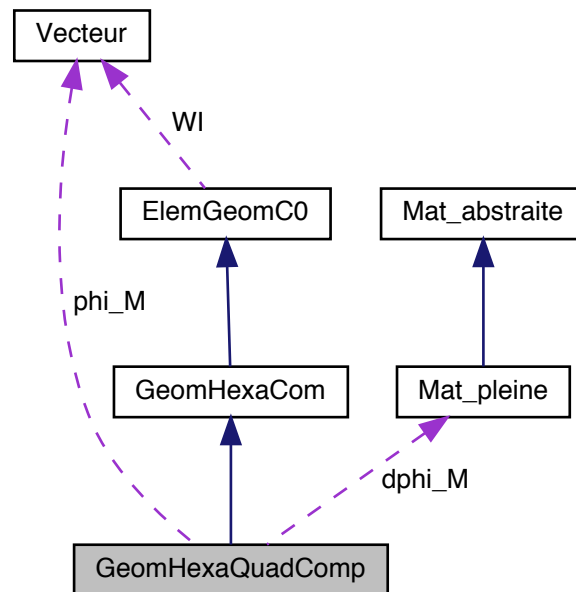 Vecteur
WI
ElemGeomC0
Mat_abstraite
phi_M
GeomHexaCom
Mat_pleine
dphi_M
GeomHexaQuadComp